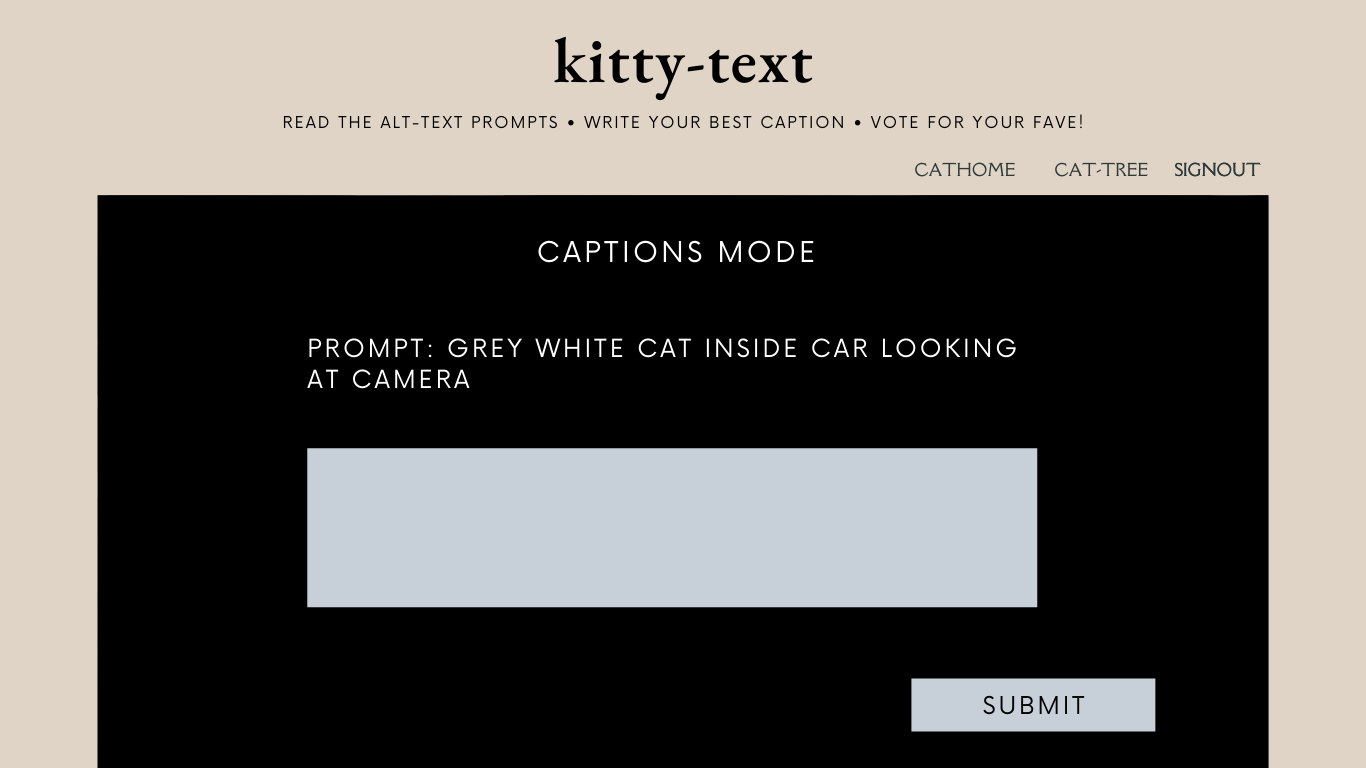 kitty-text
READ THE ALT-TEXT PROMPTS • WRITE YOUR BEST CAPTION • VOTE FOR YOUR FAVE!
CATHOME CAT-TREE SIGNOUT
CAPTIONS MODE
PROMPT: GREY WHITE CAT INSIDE CAR LOOKING
AT CAMERA
SUBMIT